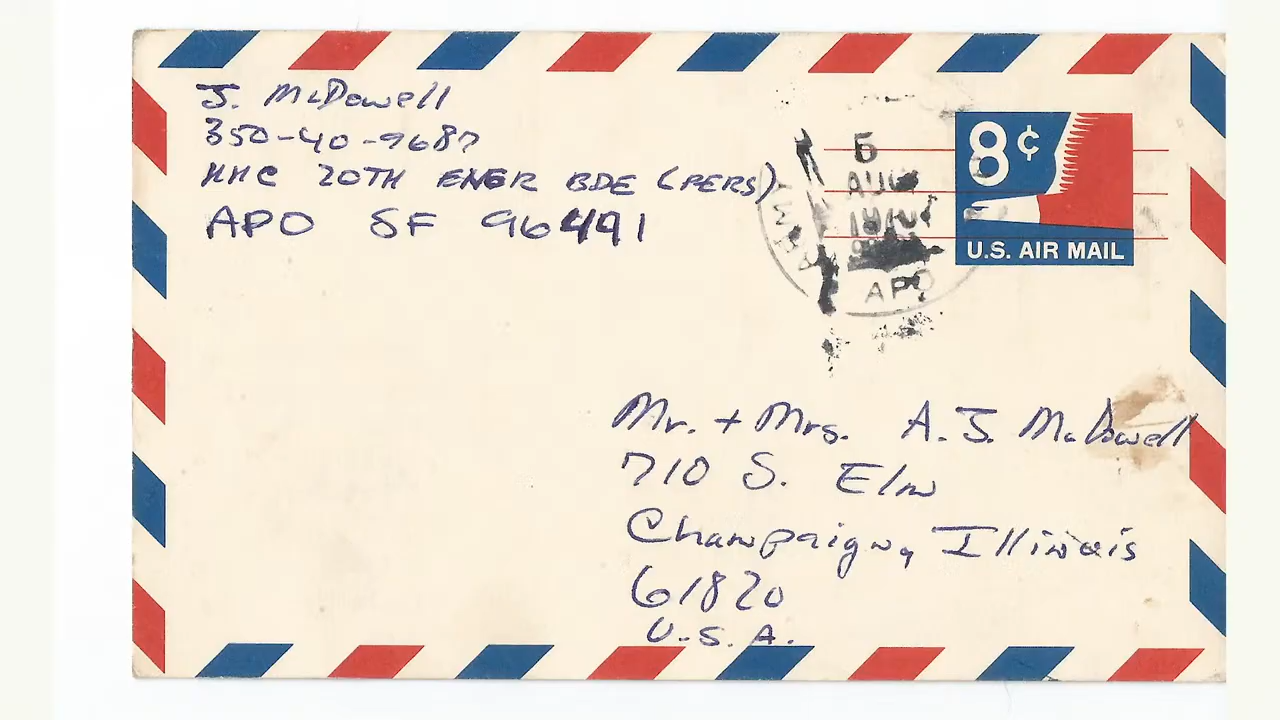 J. McDowell
350-40-9687
HHC 20TH ENGR BDE (PERS)
APO SF 96491
5
AUG
ARMY
APO
8¢
U.S. AIR MAIL
Mr. + Mrs. A. J. McDowell
710 S. Elm
Champaign, Illinois
61820
U.S.A.